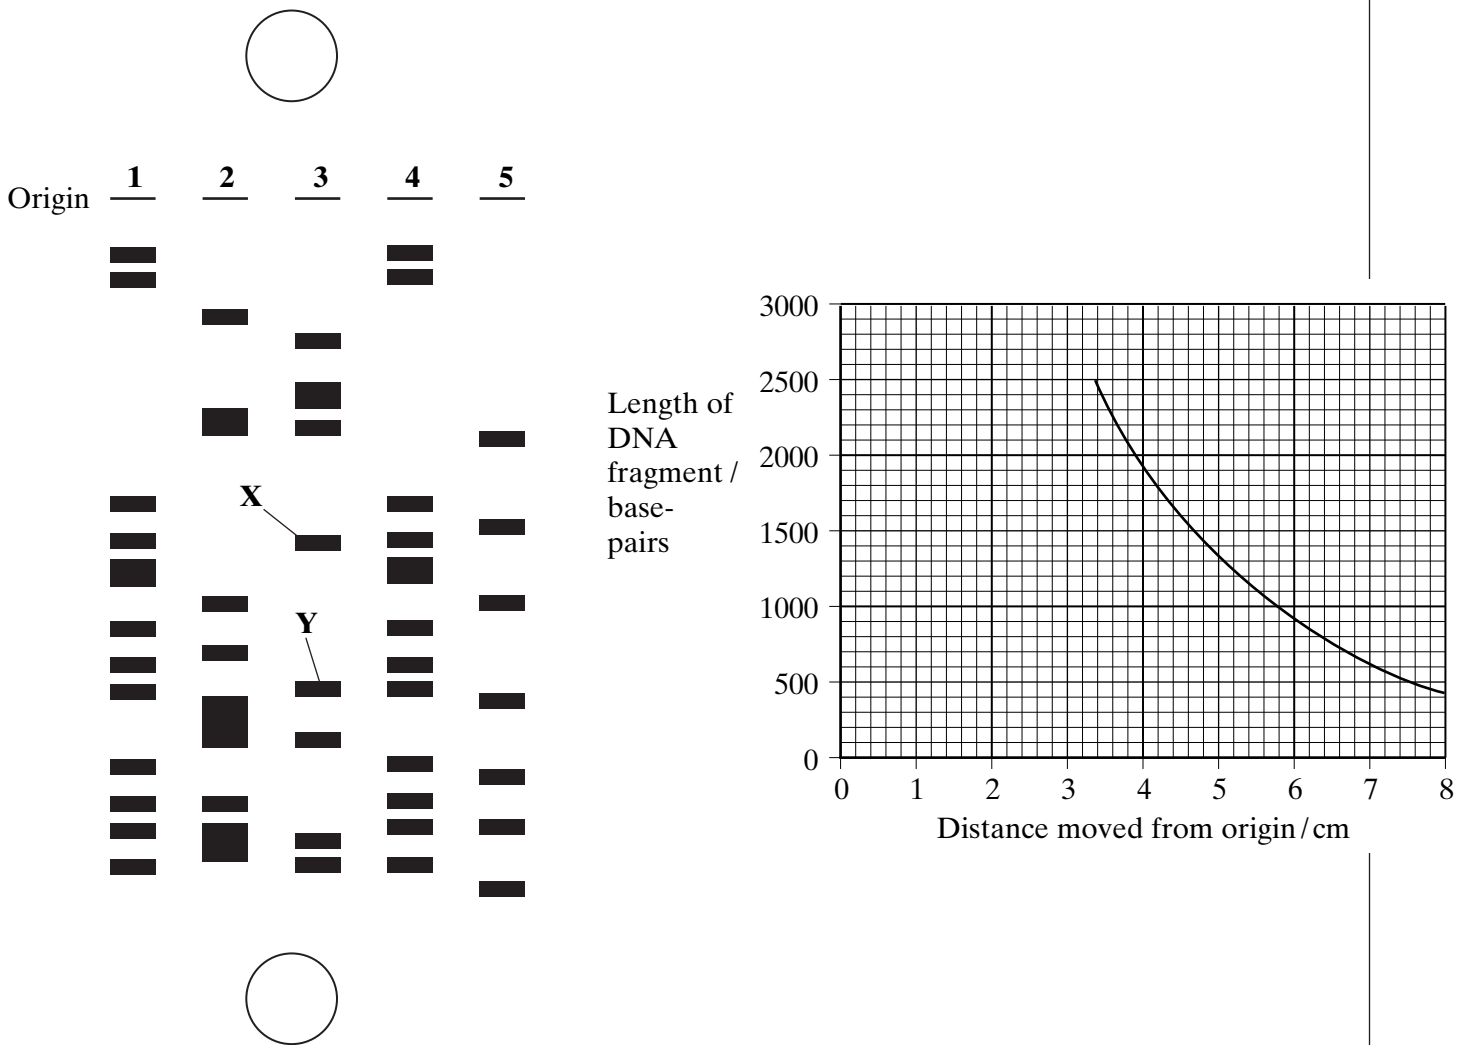 1 2 3 4 5
Origin
X
Y
Length of
DNA
fragment /
base-
pairs
3000
2500
2000
1500
1000
500
0
0 1 2 3 4 5 6 7 8
Distance moved from origin / cm